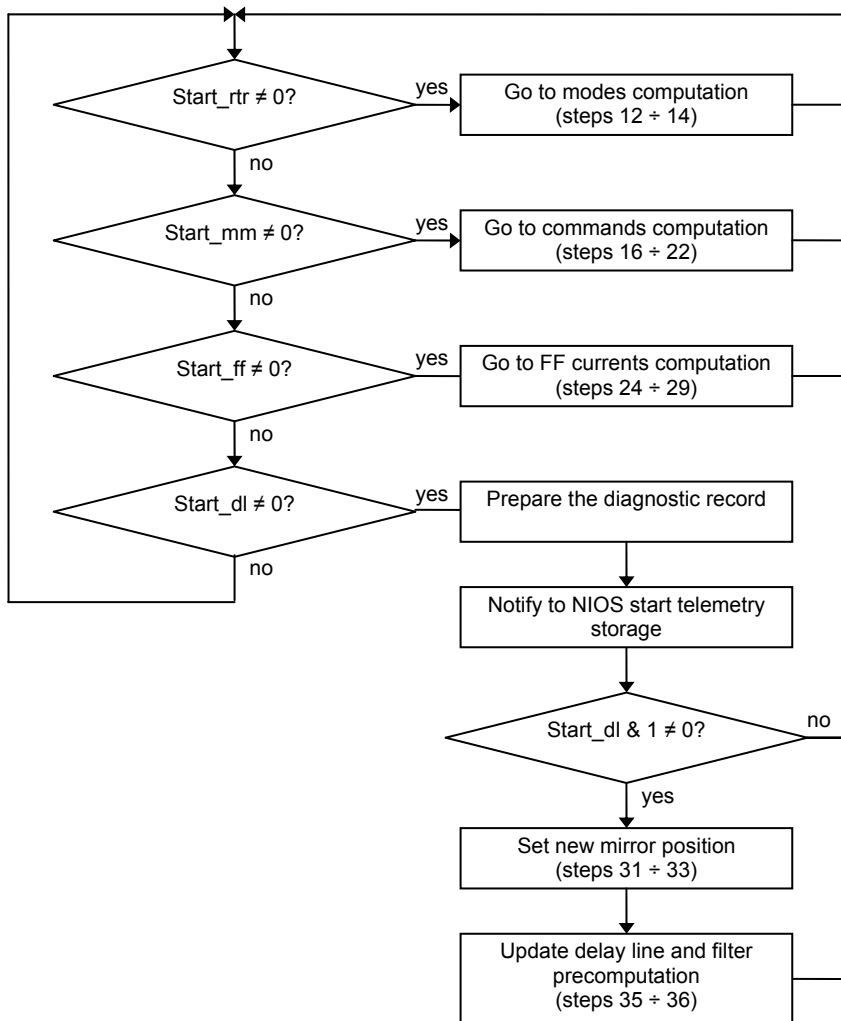 Start_rtr ≠ 0?
yes
Go to modes computation
(steps 12 ÷ 14)
no
Start_mm ≠ 0?
yes
Go to commands computation
(steps 16 ÷ 22)
no
Start_ff ≠ 0?
yes
Go to FF currents computation
(steps 24 ÷ 29)
no
Start_dl ≠ 0?
yes
Prepare the diagnostic record
no
Notify to NIOS start telemetry
storage
Start_dl & 1 ≠ 0?
no
yes
Set new mirror position
(steps 31 ÷ 33)
Update delay line and filter
precomputation
(steps 35 ÷ 36)